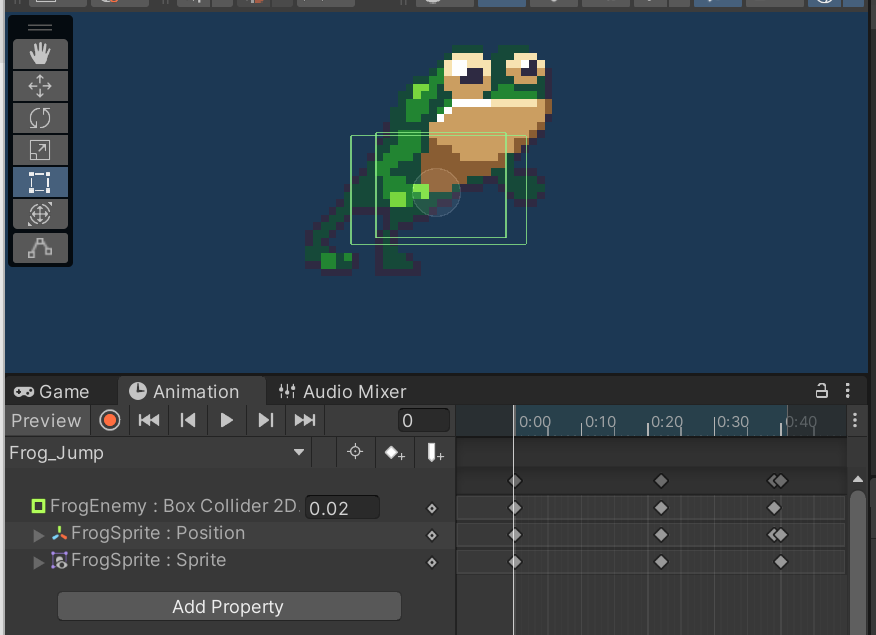 Game
Animation
Audio Mixer
Preview
0
0:00
0:10
0:20
0:30
0:40
Frog_Jump
FrogEnemy : Box Collider 2D.
0.02
FrogSprite : Position
FrogSprite : Sprite
Add Property